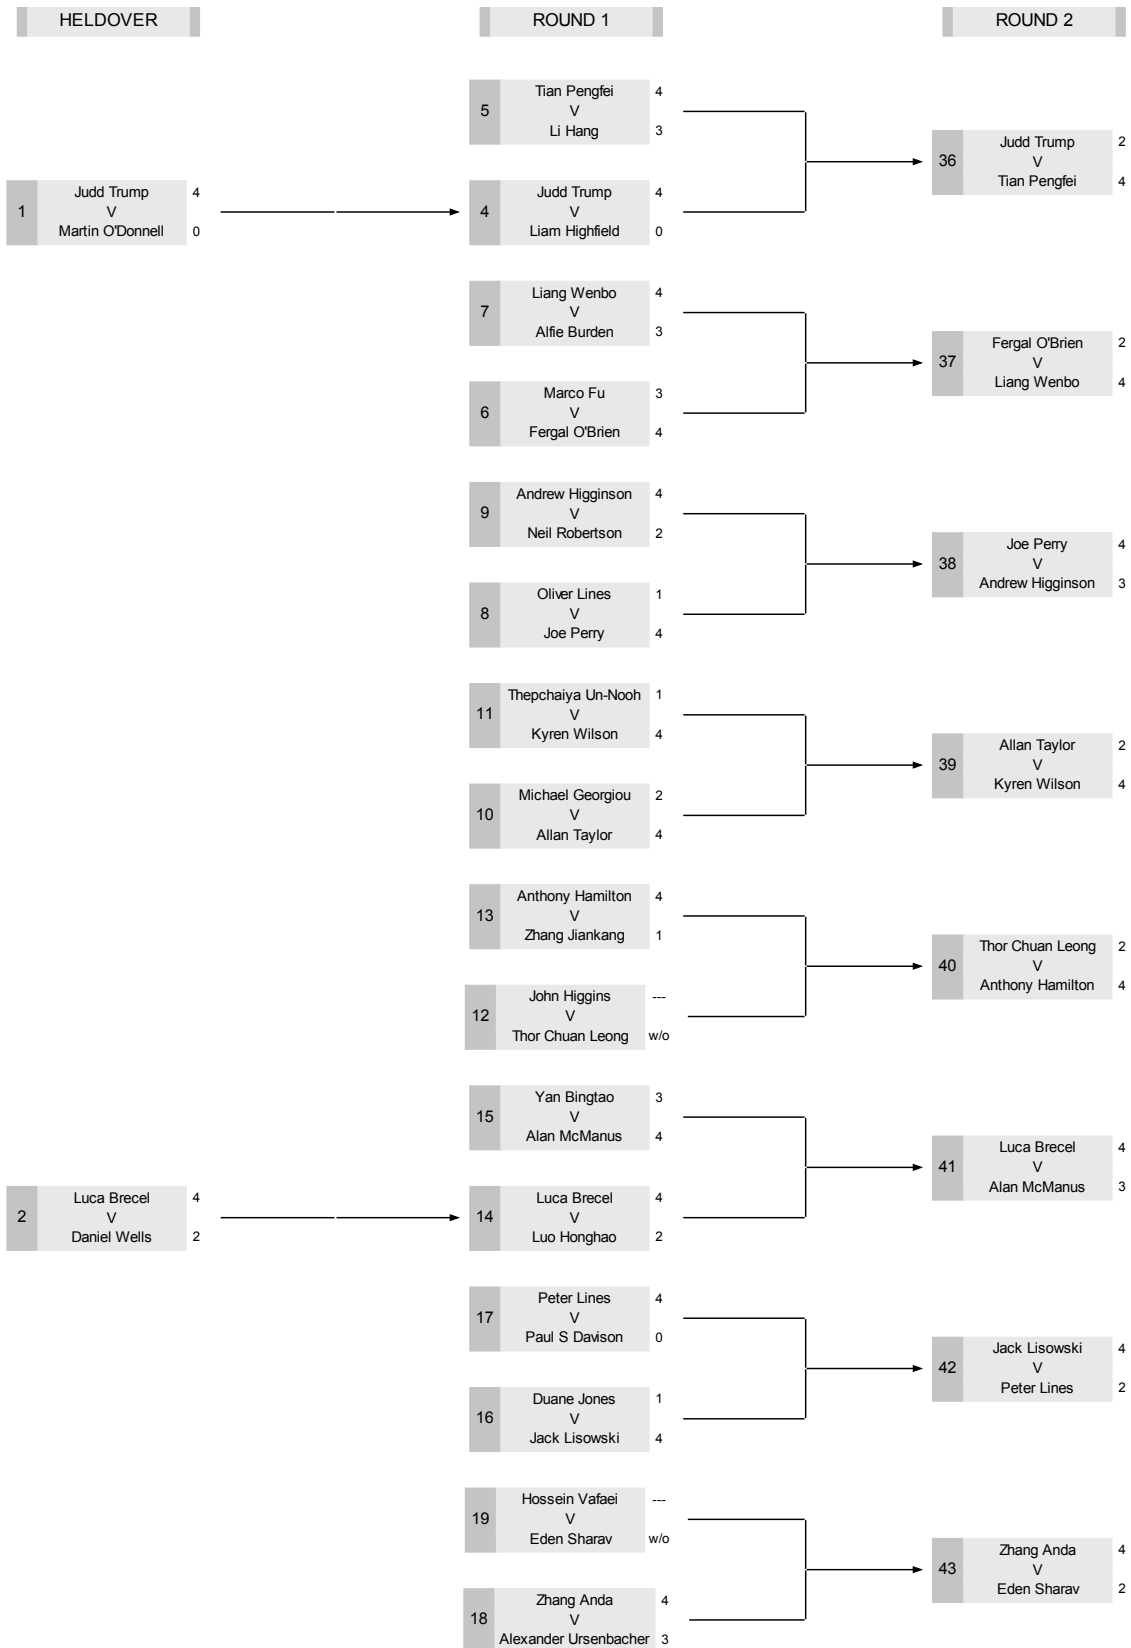 HELDOVER
ROUND 1
ROUND 2
5
Tian Pengfei 4
V
Li Hang 3
36
Judd Trump 2
V
Tian Pengfei 4
1
Judd Trump 4
V
Martin O'Donnell 0
4
Judd Trump 4
V
Liam Highfield 0
7
Liang Wenbo 4
V
Alfie Burden 3
37
Fergal O'Brien 2
V
Liang Wenbo 4
6
Marco Fu 3
V
Fergal O'Brien 4
9
Andrew Higginson 4
V
Neil Robertson 2
38
Joe Perry 4
V
Andrew Higginson 3
8
Oliver Lines 1
V
Joe Perry 4
11
Thepchaiya Un-Nooh 1
V
Kyren Wilson 4
39
Allan Taylor 2
V
Kyren Wilson 4
10
Michael Georgiou 2
V
Allan Taylor 4
13
Anthony Hamilton 4
V
Zhang Jiankang 1
40
Thor Chuan Leong 2
V
Anthony Hamilton 4
12
John Higgins ---
V
Thor Chuan Leong w/o
15
Yan Bingtao 3
V
Alan McManus 4
41
Luca Brecel 4
V
Alan McManus 3
2
Luca Brecel 4
V
Daniel Wells 2
14
Luca Brecel 4
V
Luo Honghao 2
17
Peter Lines 4
V
Paul S Davison 0
42
Jack Lisowski 4
V
Peter Lines 2
16
Duane Jones 1
V
Jack Lisowski 4
19
Hossein Vafaei ---
V
Eden Sharav w/o
43
Zhang Anda 4
V
Eden Sharav 2
18
Zhang Anda 4
V
Alexander Ursenbacher 3